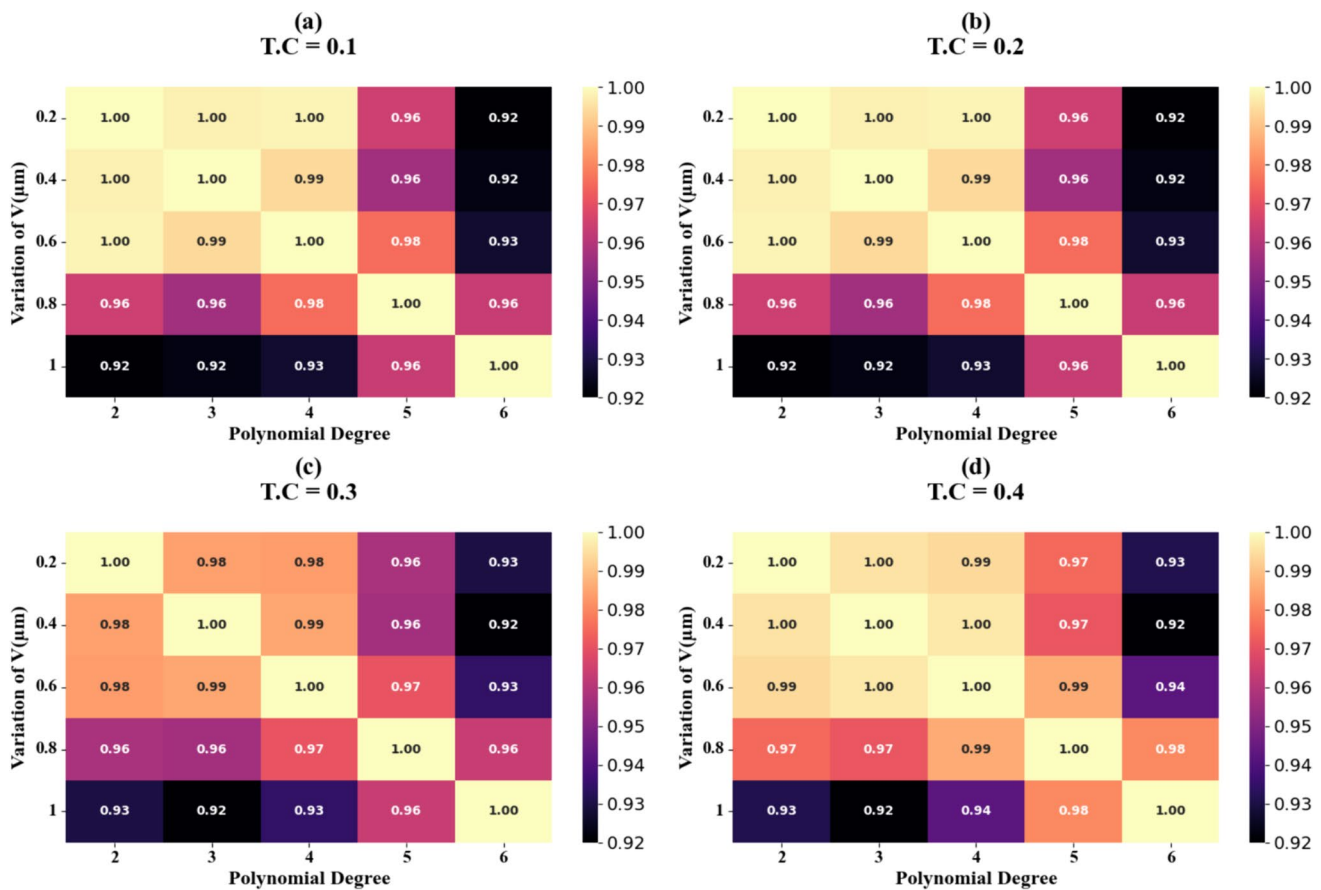 (a)
T.C = 0.1
Variation of V(μm)
0.2 1.00 1.00 1.00 0.96 0.92
0.4 1.00 1.00 0.99 0.96 0.92
0.6 1.00 0.99 1.00 0.98 0.93
0.8 0.96 0.96 0.98 1.00 0.96
1 0.92 0.92 0.93 0.96 1.00
2 3 4 5 6
Polynomial Degree
1.00
0.99
0.98
0.97
0.96
0.95
0.94
0.93
0.92
(b)
T.C = 0.2
Variation of V(μm)
0.2 1.00 1.00 1.00 0.96 0.92
0.4 1.00 1.00 0.99 0.96 0.92
0.6 1.00 0.99 1.00 0.98 0.93
0.8 0.96 0.96 0.98 1.00 0.96
1 0.92 0.92 0.93 0.96 1.00
2 3 4 5 6
Polynomial Degree
1.00
0.99
0.98
0.97
0.96
0.95
0.94
0.93
0.92
(c)
T.C = 0.3
Variation of V(μm)
0.2 1.00 0.98 0.98 0.96 0.93
0.4 0.98 1.00 0.99 0.96 0.92
0.6 0.98 0.99 1.00 0.97 0.93
0.8 0.96 0.96 0.97 1.00 0.96
1 0.93 0.92 0.93 0.96 1.00
2 3 4 5 6
Polynomial Degree
1.00
0.99
0.98
0.97
0.96
0.95
0.94
0.93
0.92
(d)
T.C = 0.4
Variation of V(μm)
0.2 1.00 1.00 0.99 0.97 0.93
0.4 1.00 1.00 1.00 0.97 0.92
0.6 0.99 1.00 1.00 0.99 0.94
0.8 0.97 0.97 0.99 1.00 0.98
1 0.93 0.92 0.94 0.98 1.00
2 3 4 5 6
Polynomial Degree
1.00
0.99
0.98
0.97
0.96
0.95
0.94
0.93
0.92